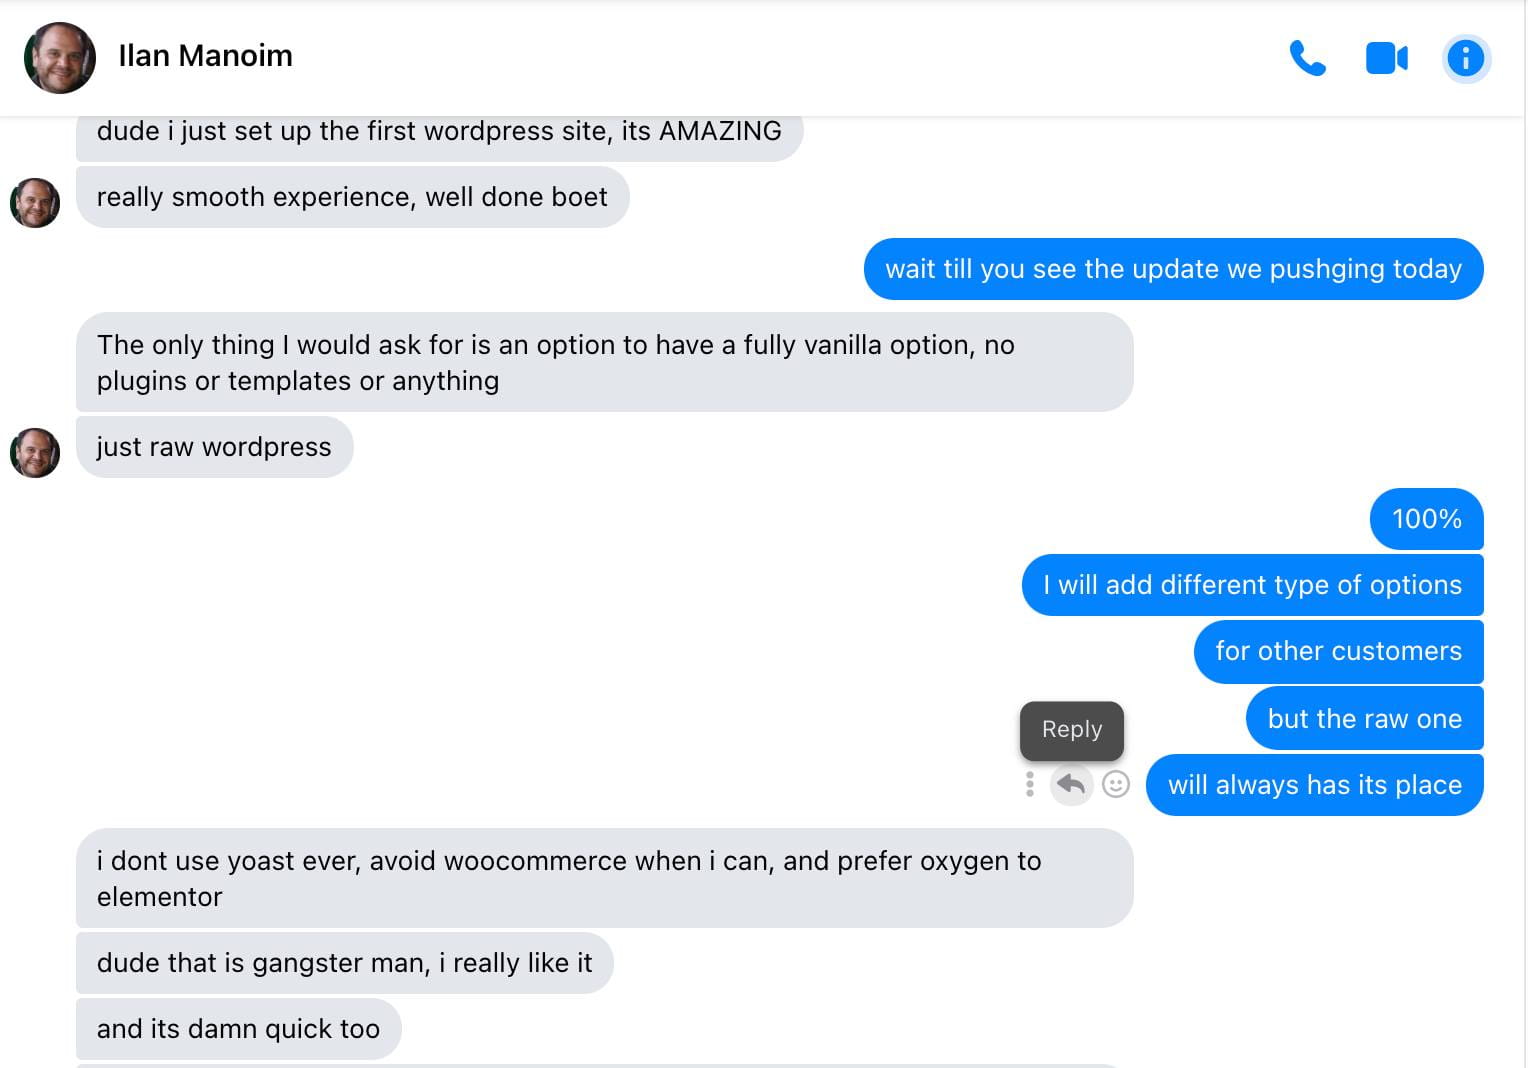 Ilan Manoim
dude i just set up the first wordpress site, its AMAZING
really smooth experience, well done boet
wait till you see the update we pushging today
The only thing I would ask for is an option to have a fully vanilla option, no
plugins or templates or anything
just raw wordpress
100%
I will add different type of options
for other customers
but the raw one
Reply
will always has its place
i dont use yoast ever, avoid woocommerce when i can, and prefer oxygen to
elementor
dude that is gangster man, i really like it
and its damn quick too